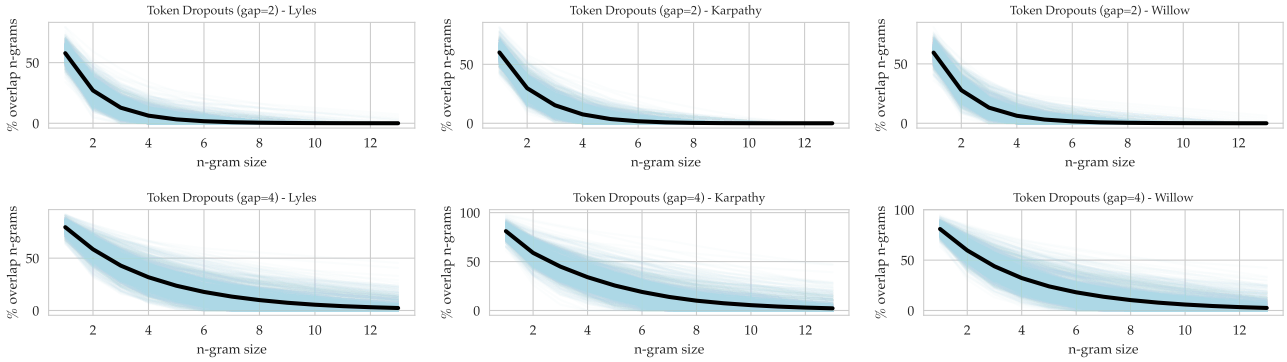 Token Dropouts (gap=2) - Lyles
% overlap n-grams
50
0
2 4 6 8 10 12
n-gram size
Token Dropouts (gap=2) - Karpathy
% overlap n-grams
50
0
2 4 6 8 10 12
n-gram size
Token Dropouts (gap=2) - Willow
% overlap n-grams
50
0
2 4 6 8 10 12
n-gram size
Token Dropouts (gap=4) - Lyles
% overlap n-grams
50
0
2 4 6 8 10 12
n-gram size
Token Dropouts (gap=4) - Karpathy
% overlap n-grams
100
50
0
2 4 6 8 10 12
n-gram size
Token Dropouts (gap=4) - Willow
% overlap n-grams
100
50
0
2 4 6 8 10 12
n-gram size